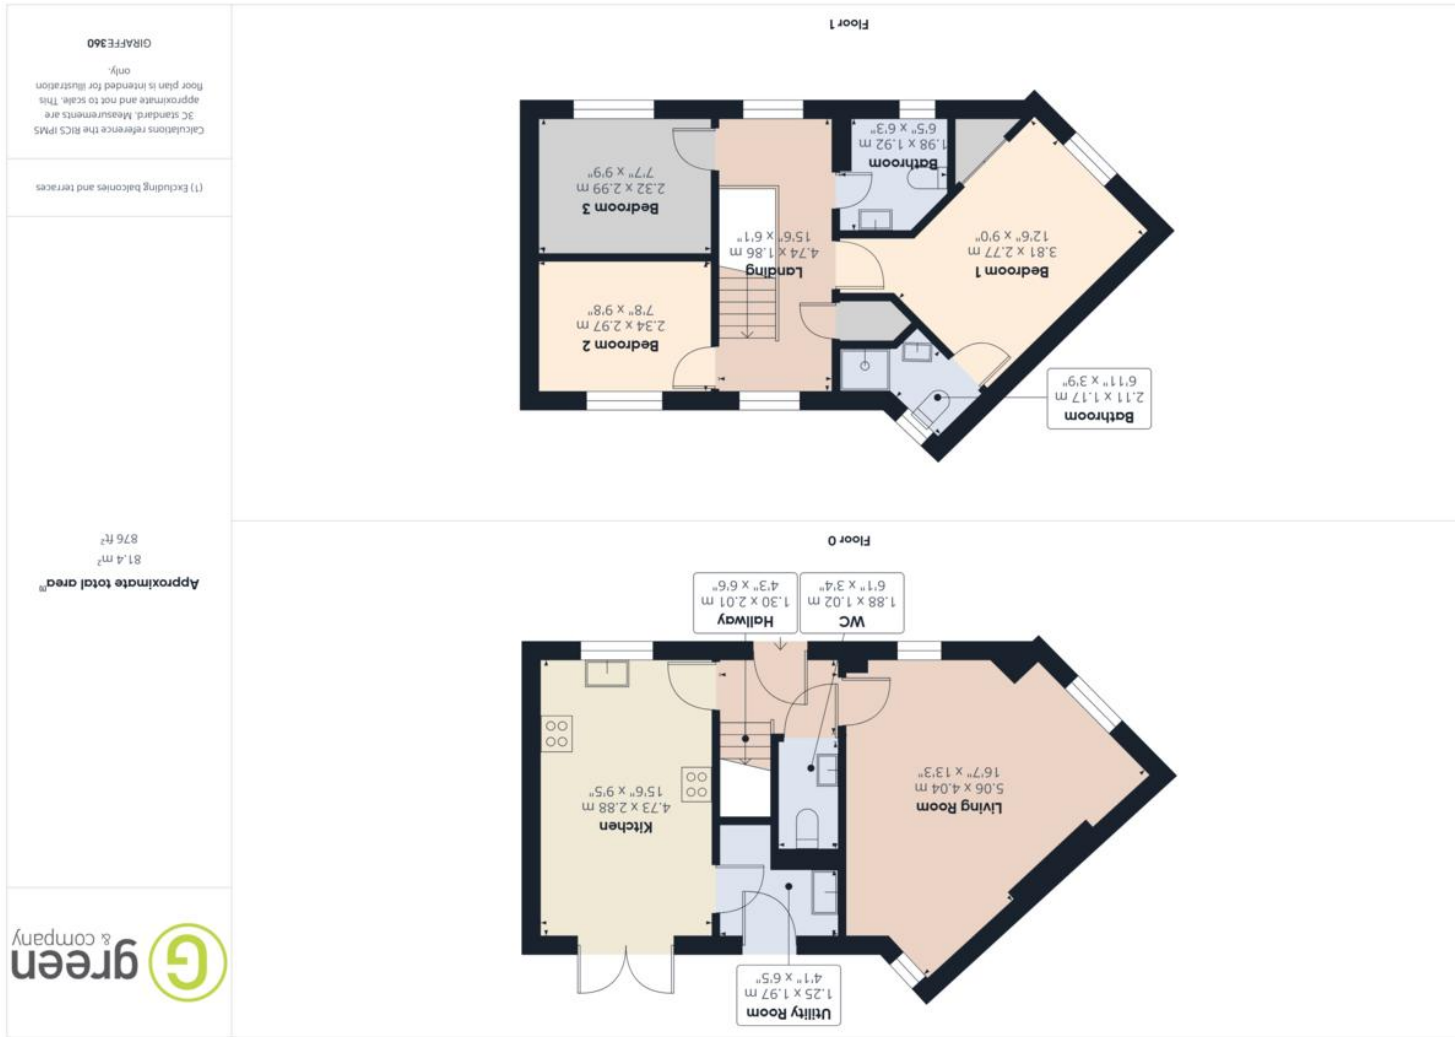 green
& company
G
Approximate total area(1)
81.4 m²
876 ft²
(1) Excluding balconies and terraces
Calculations reference the RICS IPMS
3C standard. Measurements are
approximate and not to scale. This
floor plan is intended for illustration
only.
GIRAFFE360
Utility Room
1.25 x 1.97 m
4'1" x 6'5"
Living Room
5.06 x 4.04 m
16'7" x 13'3"
Kitchen
4.73 x 2.88 m
15'6" x 9'5"
WC
1.88 x 1.02 m
6'1" x 3'4"
Hallway
1.30 x 2.01 m
4'3" x 6'6"
Floor 0
Bathroom
2.11 x 1.17 m
6'11" x 3'9"
Bedroom 2
2.34 x 2.97 m
7'8" x 9'8"
Landing
4.74 x 1.86 m
15'6" x 6'1"
Bedroom 1
3.81 x 2.77 m
12'6" x 9'0"
Bedroom 3
2.32 x 2.99 m
7'7" x 9'9"
Bathroom
1.98 x 1.92 m
6'5" x 6'3"
Floor 1